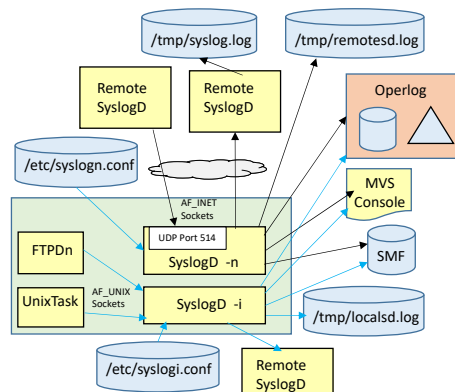 /tmp/syslog.log
/tmp/remotesd.log
Remote
SyslogD
Remote
SyslogD
Operlog
/etc/syslogn.conf
MVS
Console
AF_INET
Sockets
UDP Port 514
FTPDn
SyslogD -n
SMF
AF_UNIX
Sockets
UnixTask
SyslogD -i
/tmp/localsd.log
/etc/syslogi.conf
Remote
SyslogD